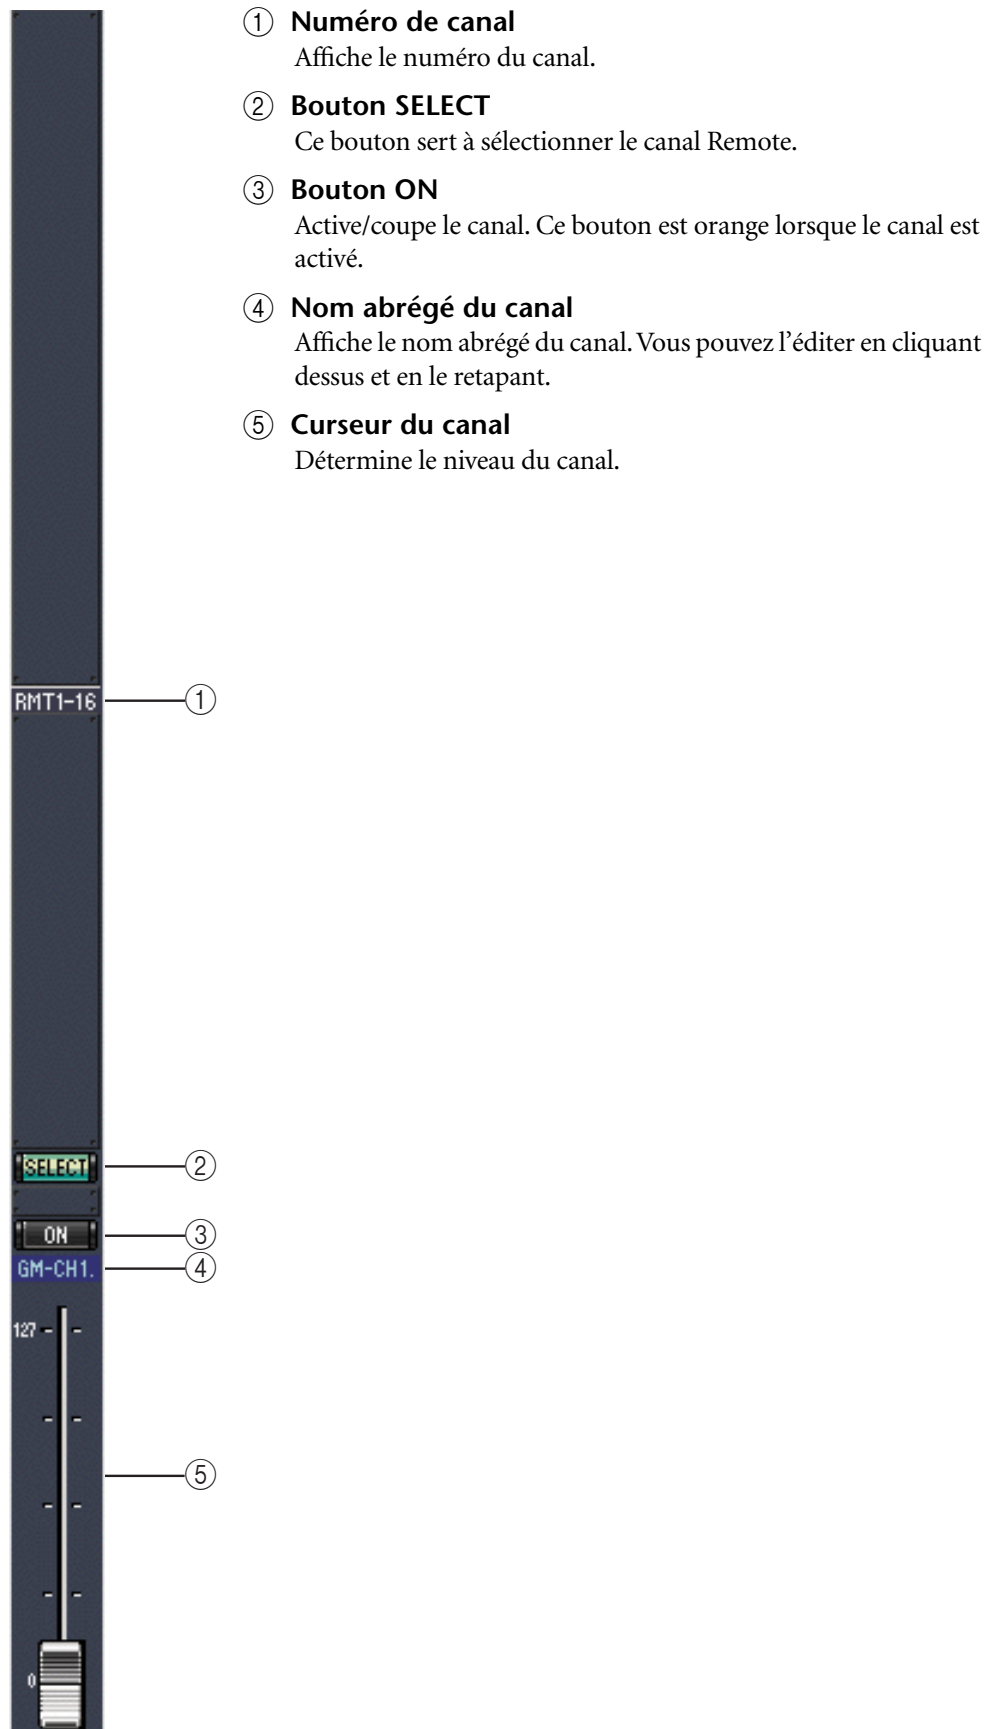 ① Numéro de canal
Affiche le numéro du canal.
② Bouton SELECT
Ce bouton sert à sélectionner le canal Remote.
③ Bouton ON
Active/coupe le canal. Ce bouton est orange lorsque le canal est
activé.
④ Nom abrégé du canal
Affiche le nom abrégé du canal. Vous pouvez l’éditer en cliquant
dessus et en le retapant.
⑤ Curseur du canal
Détermine le niveau du canal.
RMT1-16 ①
SELECT ②
ON ③
GM-CH1. ④
127
⑤
0